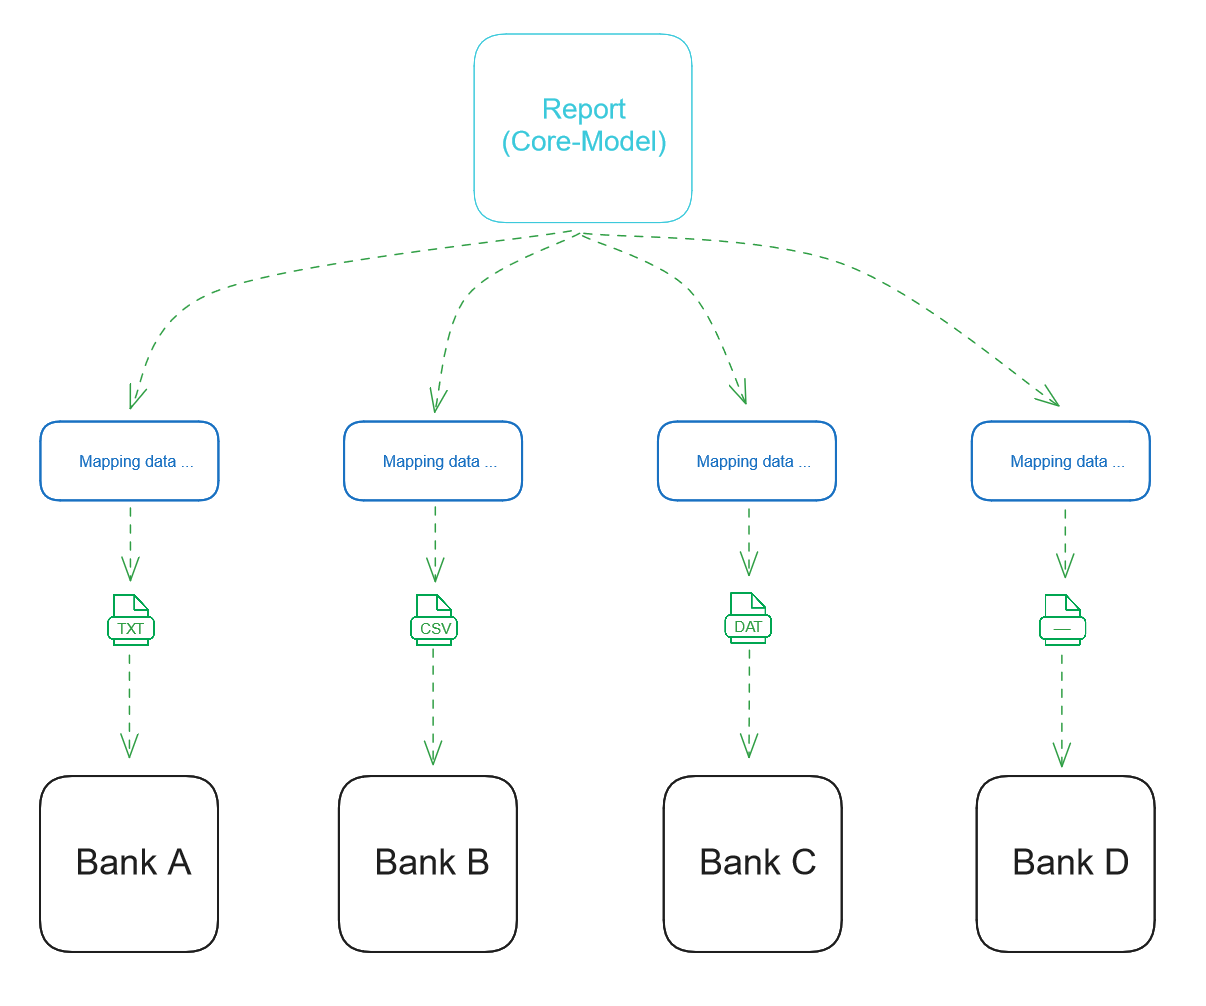 Report
(Core-Model)
Mapping data ...
Mapping data ...
Mapping data ...
Mapping data ...
TXT
CSV
DAT
—
Bank A
Bank B
Bank C
Bank D